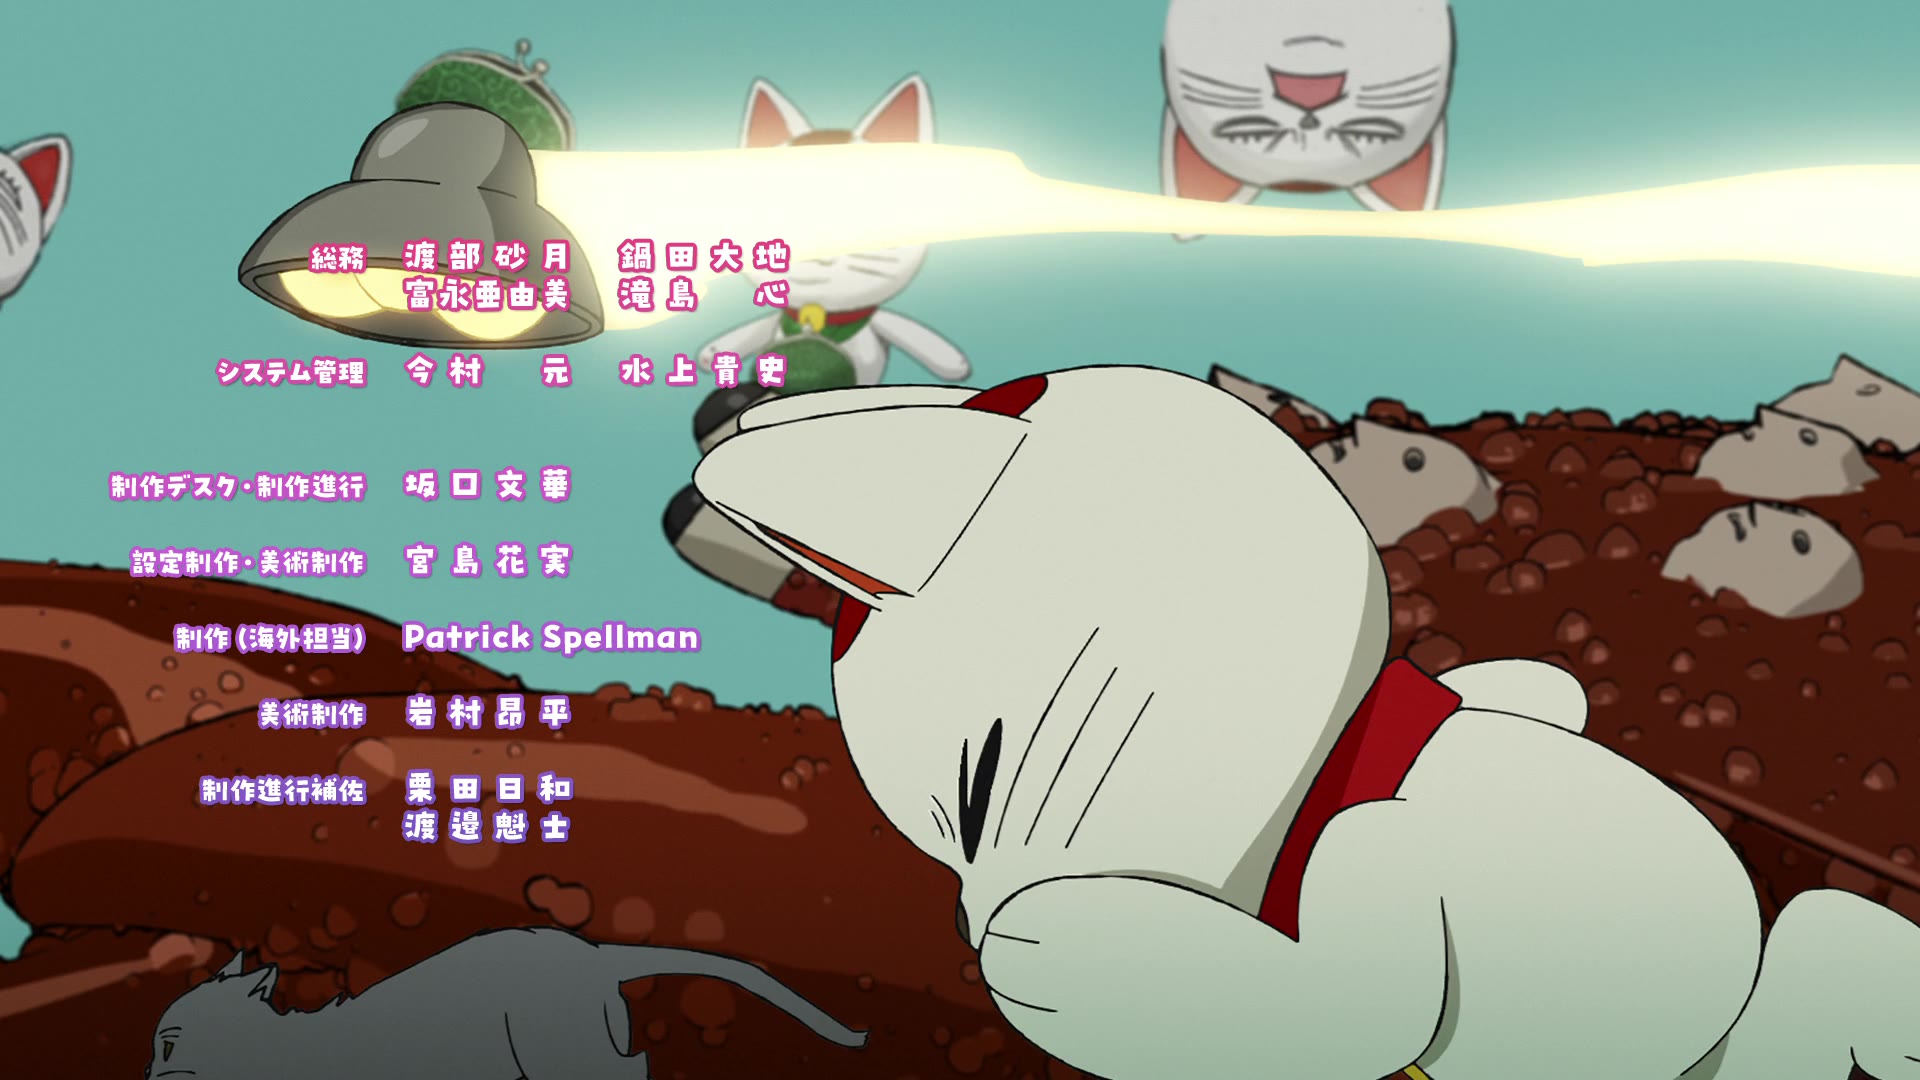 総務 渡部砂月 鍋田大地
富永亜由美 滝島 心
システム管理 今村 元 水上貴史
制作デスク・制作進行 坂口文華
設定制作・美術制作 宮島花実
制作(海外担当) Patrick Spellman
美術制作 岩村昂平
制作進行補佐 栗田日和
渡邉魁士